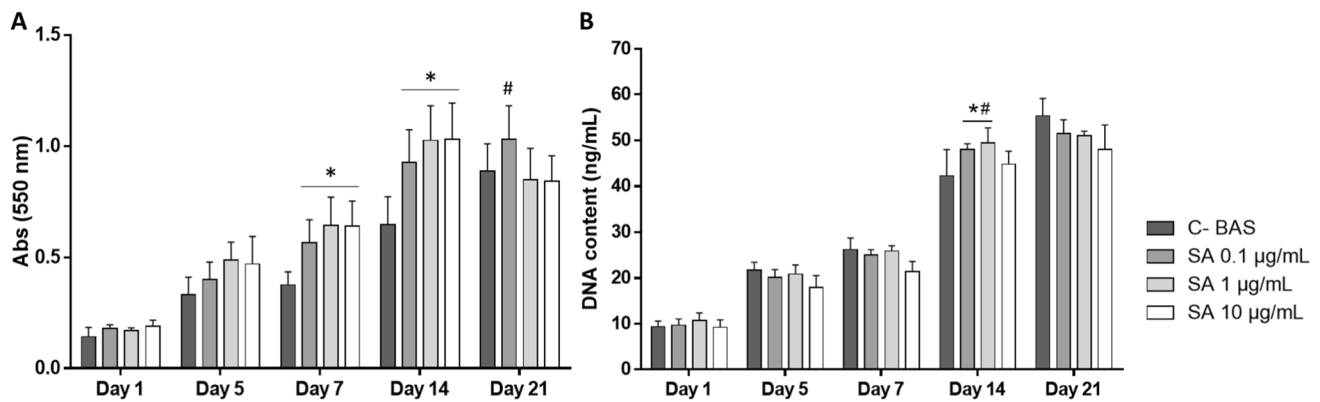 A
Abs (550 nm)
1.5
1.0
0.5
0.0
*
*
#
Day 1
Day 5
Day 7
Day 14
Day 21
B
DNA content (ng/mL)
70
60
50
40
30
20
10
0
*#
Day 1
Day 5
Day 7
Day 14
Day 21
C- BAS
SA 0.1 µg/mL
SA 1 µg/mL
SA 10 µg/mL